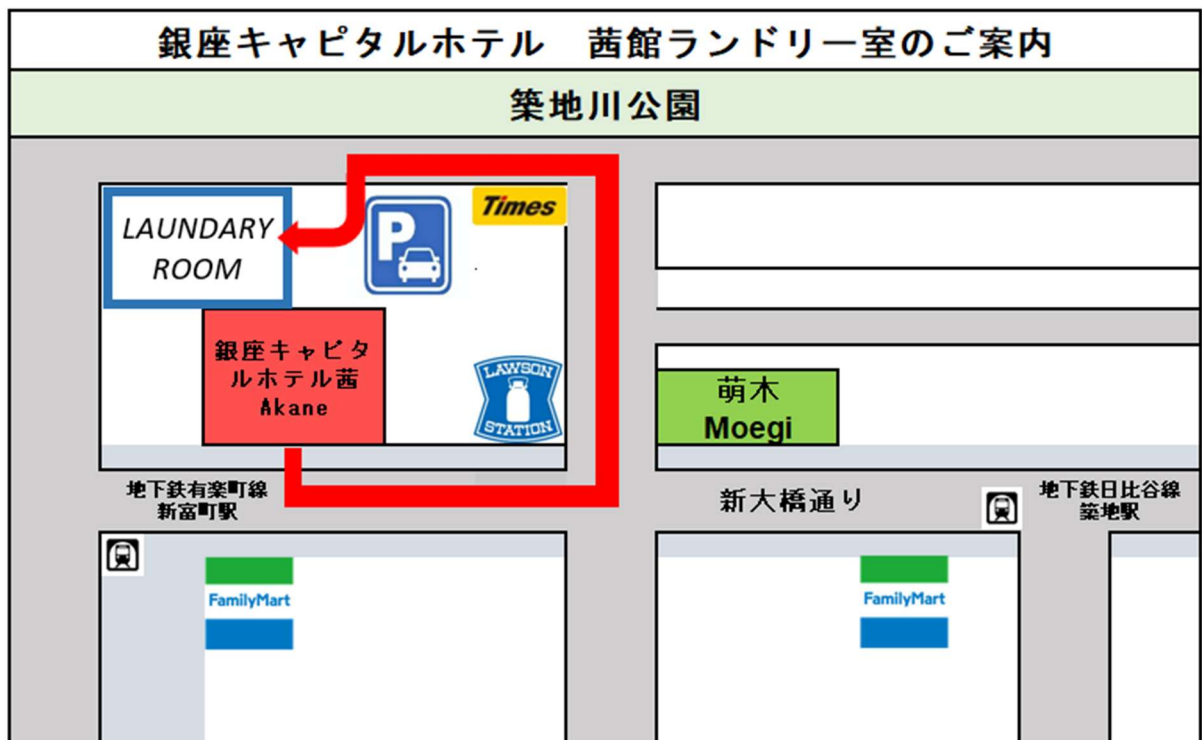 銀座キャピタルホテル　茜館ランドリー室のご案内
築地川公園
LAUNDARY
ROOM
P
Times
銀座キャピタ
ルホテル茜
Akane
LAWSON
STATION
萌木
Moegi
地下鉄有楽町線
新富町駅
新大橋通り
地下鉄日比谷線
築地駅
FamilyMart
FamilyMart